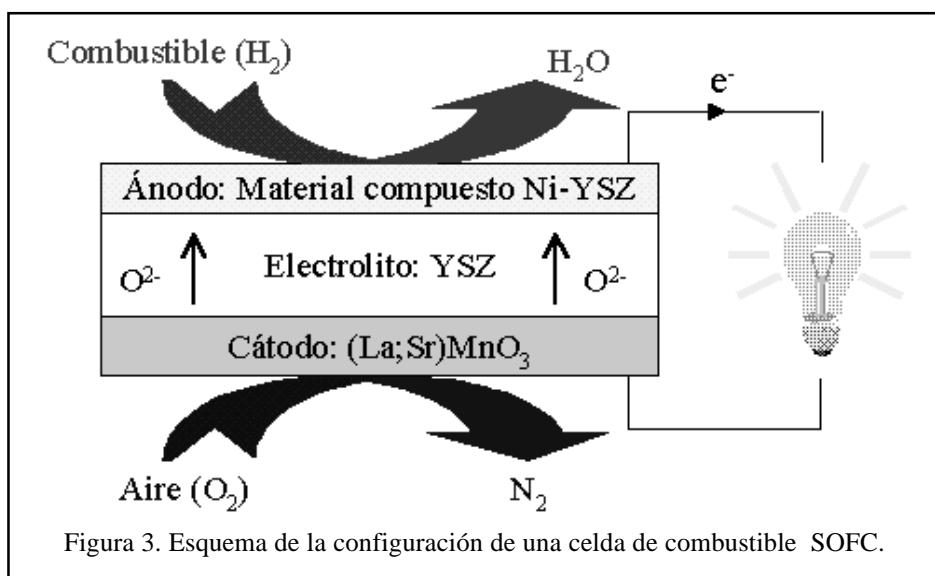 Combustible (H₂)
H₂O
e⁻
Ánodo: Material compuesto Ni-YSZ
O²⁻
Electrolito: YSZ
O²⁻
Cátodo: (La;Sr)MnO₃
Aire (O₂)
N₂
Figura 3. Esquema de la configuración de una celda de combustible SOFC.